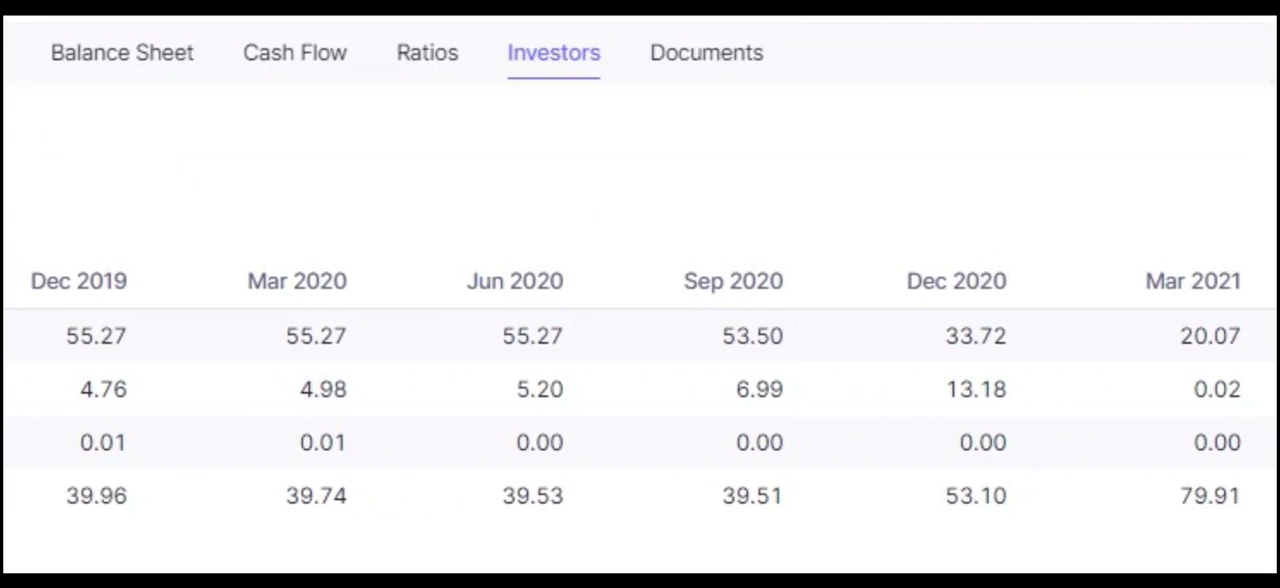 Balance Sheet Cash Flow Ratios Investors Documents
Dec 2019 Mar 2020 Jun 2020 Sep 2020 Dec 2020 Mar 2021
55.27 55.27 55.27 53.50 33.72 20.07
4.76 4.98 5.20 6.99 13.18 0.02
0.01 0.01 0.00 0.00 0.00 0.00
39.96 39.74 39.53 39.51 53.10 79.91